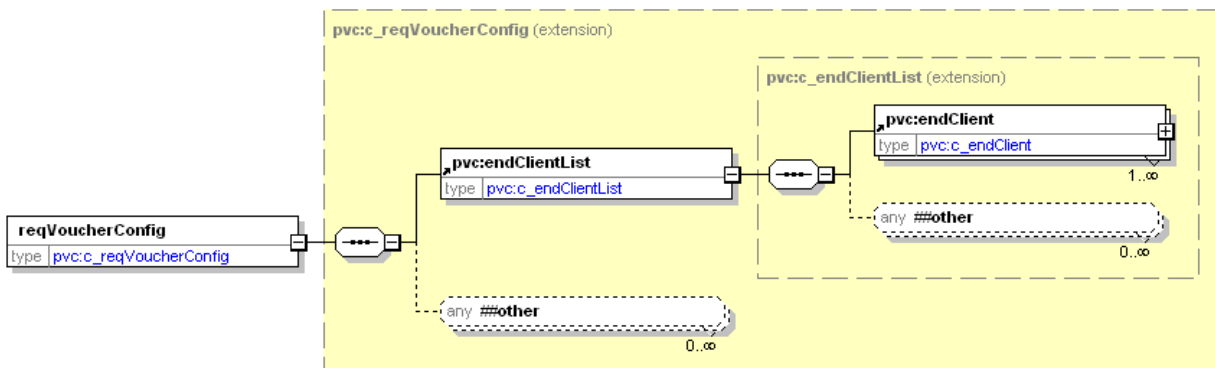 pvc:c_reqVoucherConfig (extension)
pvc:c_endClientList (extension)
pvc:endClient
type pvc:c_endClient
1..∞
pvc:endClientList
type pvc:c_endClientList
any ##other
0..∞
reqVoucherConfig
type pvc:c_reqVoucherConfig
any ##other
0..∞